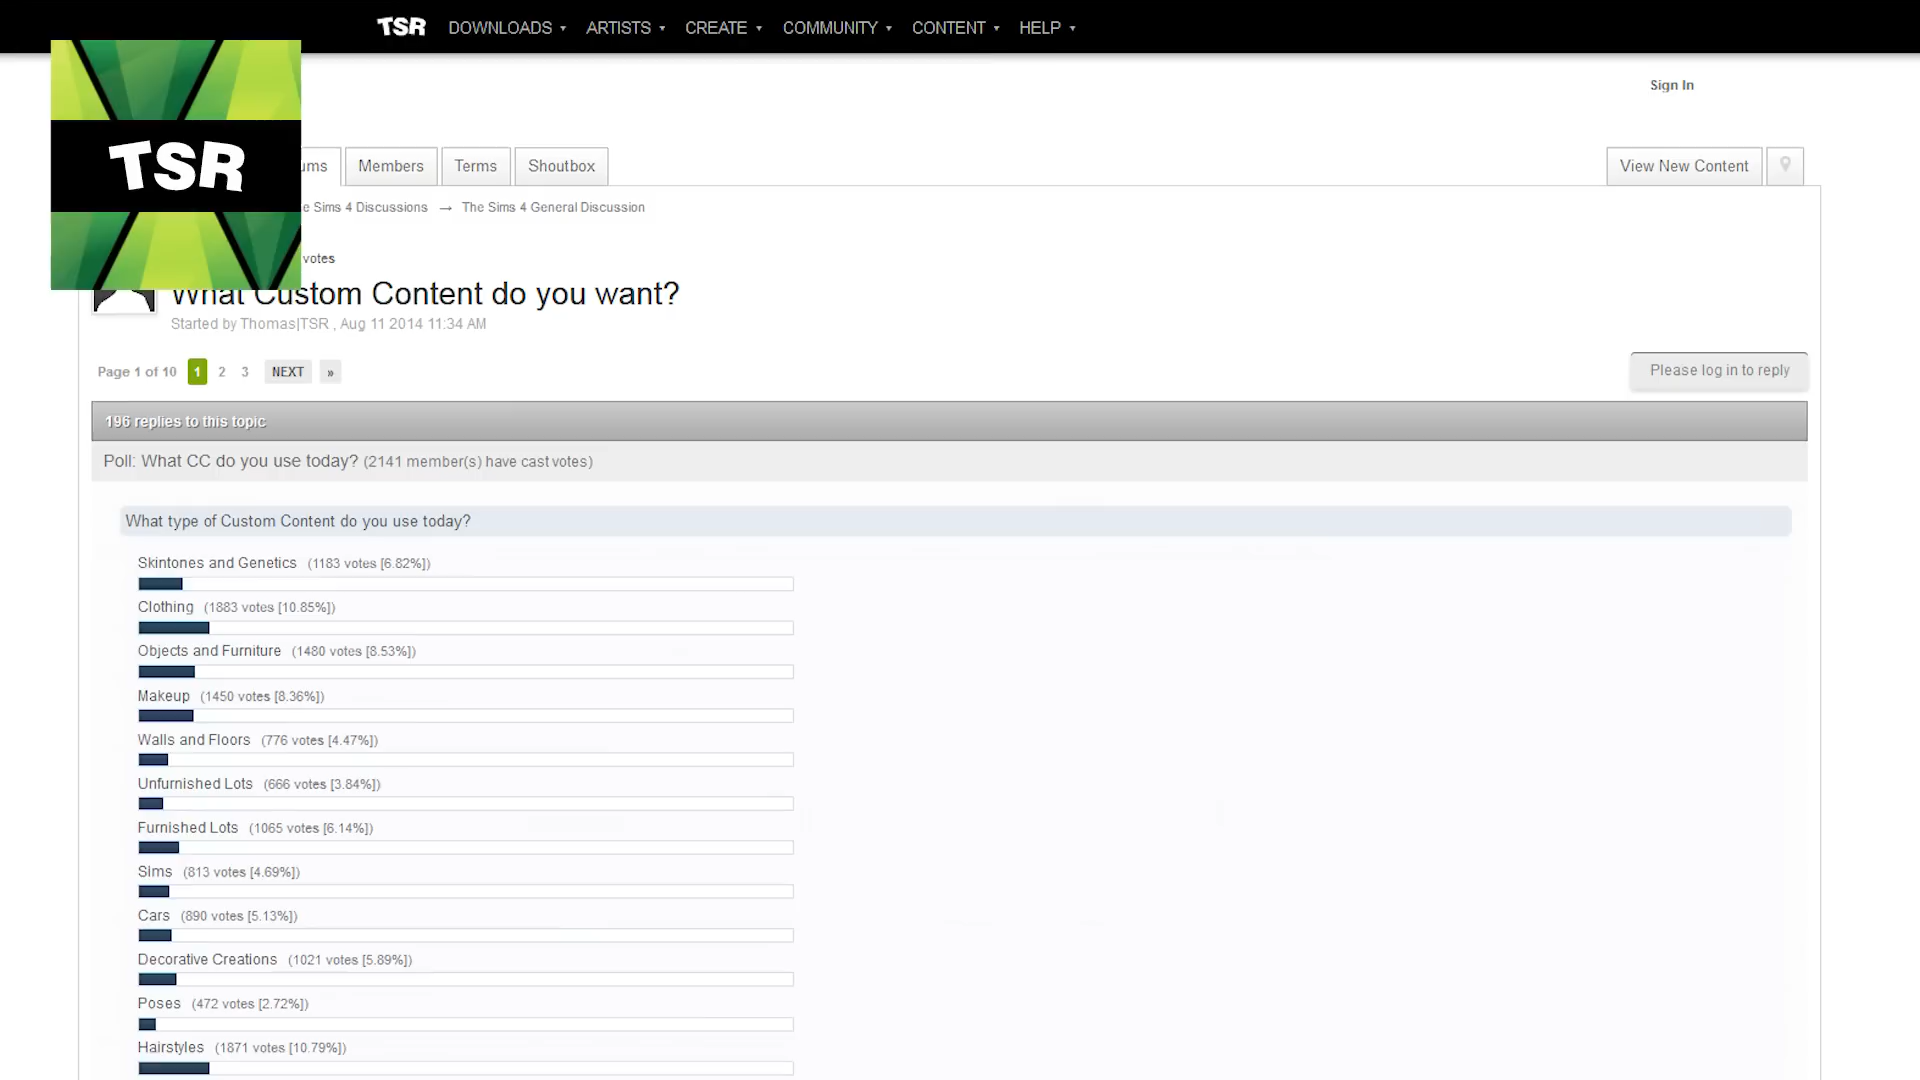 TSR DOWNLOADS ARTISTS CREATE COMMUNITY CONTENT HELP
Sign In
TSR
ums Members Terms Shoutbox View New Content
e Sims 4 Discussions → The Sims 4 General Discussion
votes
What Custom Content do you want?
Started by Thomas|TSR , Aug 11 2014 11:34 AM
Page 1 of 10 1 2 3 NEXT » Please log in to reply
196 replies to this topic
Poll: What CC do you use today? (2141 member(s) have cast votes)
What type of Custom Content do you use today?
Skintones and Genetics (1183 votes [6.82%])
Clothing (1883 votes [10.85%])
Objects and Furniture (1480 votes [8.53%])
Makeup (1450 votes [8.36%])
Walls and Floors (776 votes [4.47%])
Unfurnished Lots (666 votes [3.84%])
Furnished Lots (1065 votes [6.14%])
Sims (813 votes [4.69%])
Cars (890 votes [5.13%])
Decorative Creations (1021 votes [5.89%])
Poses (472 votes [2.72%])
Hairstyles (1871 votes [10.79%])